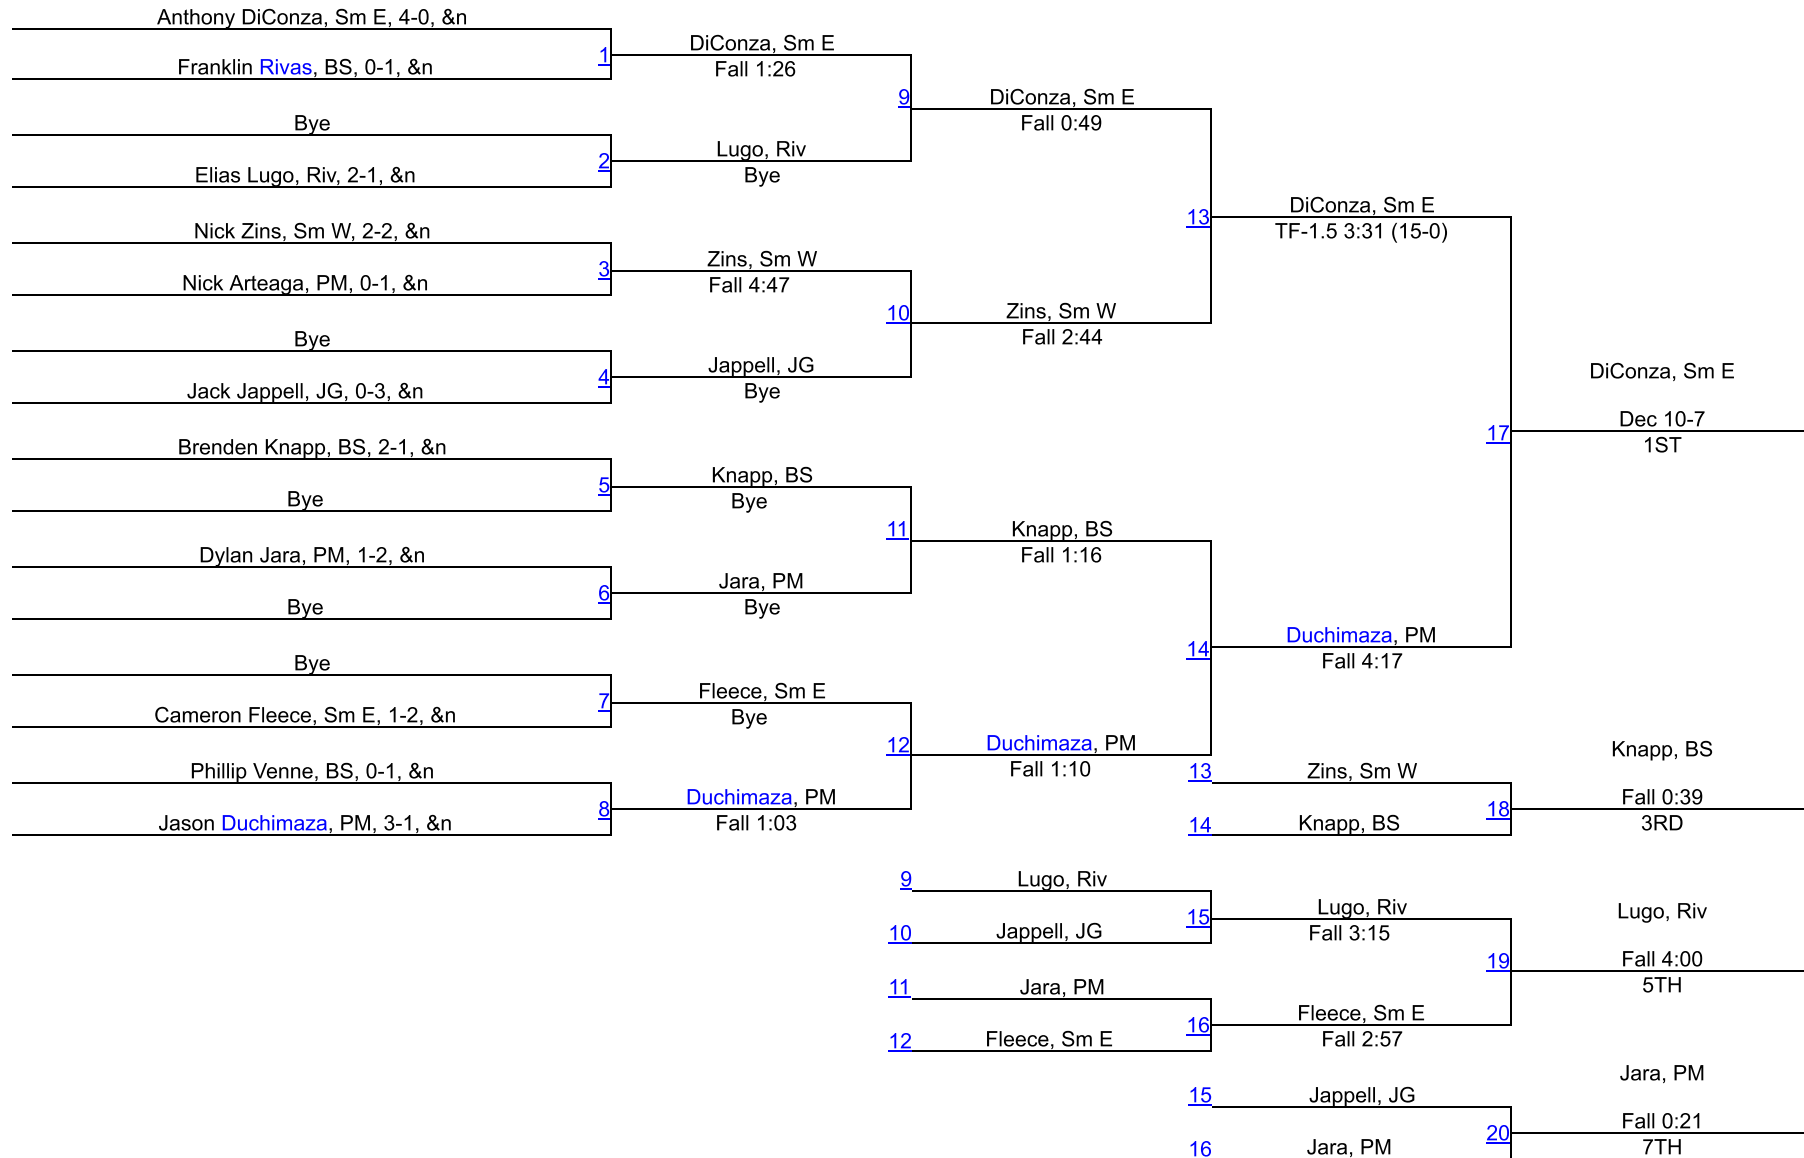 Anthony DiConza, Sm E, 4-0, &n
1
Franklin Rivas, BS, 0-1, &n
Bye
2
Elias Lugo, Riv, 2-1, &n
Nick Zins, Sm W, 2-2, &n
3
Nick Arteaga, PM, 0-1, &n
Bye
4
Jack Jappell, JG, 0-3, &n
Brenden Knapp, BS, 2-1, &n
5
Bye
Dylan Jara, PM, 1-2, &n
6
Bye
Bye
7
Cameron Fleece, Sm E, 1-2, &n
Phillip Venne, BS, 0-1, &n
8
Jason Duchimaza, PM, 3-1, &n
DiConza, Sm E
Fall 1:26
9
Lugo, Riv
Bye
Zins, Sm W
Fall 4:47
10
Jappell, JG
Bye
Knapp, BS
Bye
11
Jara, PM
Bye
Fleece, Sm E
Bye
12
Duchimaza, PM
Fall 1:03
DiConza, Sm E
Fall 0:49
13
Zins, Sm W
Fall 2:44
Knapp, BS
Fall 1:16
14
Duchimaza, PM
Fall 1:10
DiConza, Sm E
TF-1.5 3:31 (15-0)
17
Duchimaza, PM
Fall 4:17
DiConza, Sm E
Dec 10-7
1ST
13
Zins, Sm W
18
14
Knapp, BS
Knapp, BS
Fall 0:39
3RD
9
Lugo, Riv
15
10
Jappell, JG
11
Jara, PM
16
12
Fleece, Sm E
Lugo, Riv
Fall 3:15
19
Fleece, Sm E
Fall 2:57
Lugo, Riv
Fall 4:00
5TH
15
Jappell, JG
20
16
Jara, PM
Jara, PM
Fall 0:21
7TH